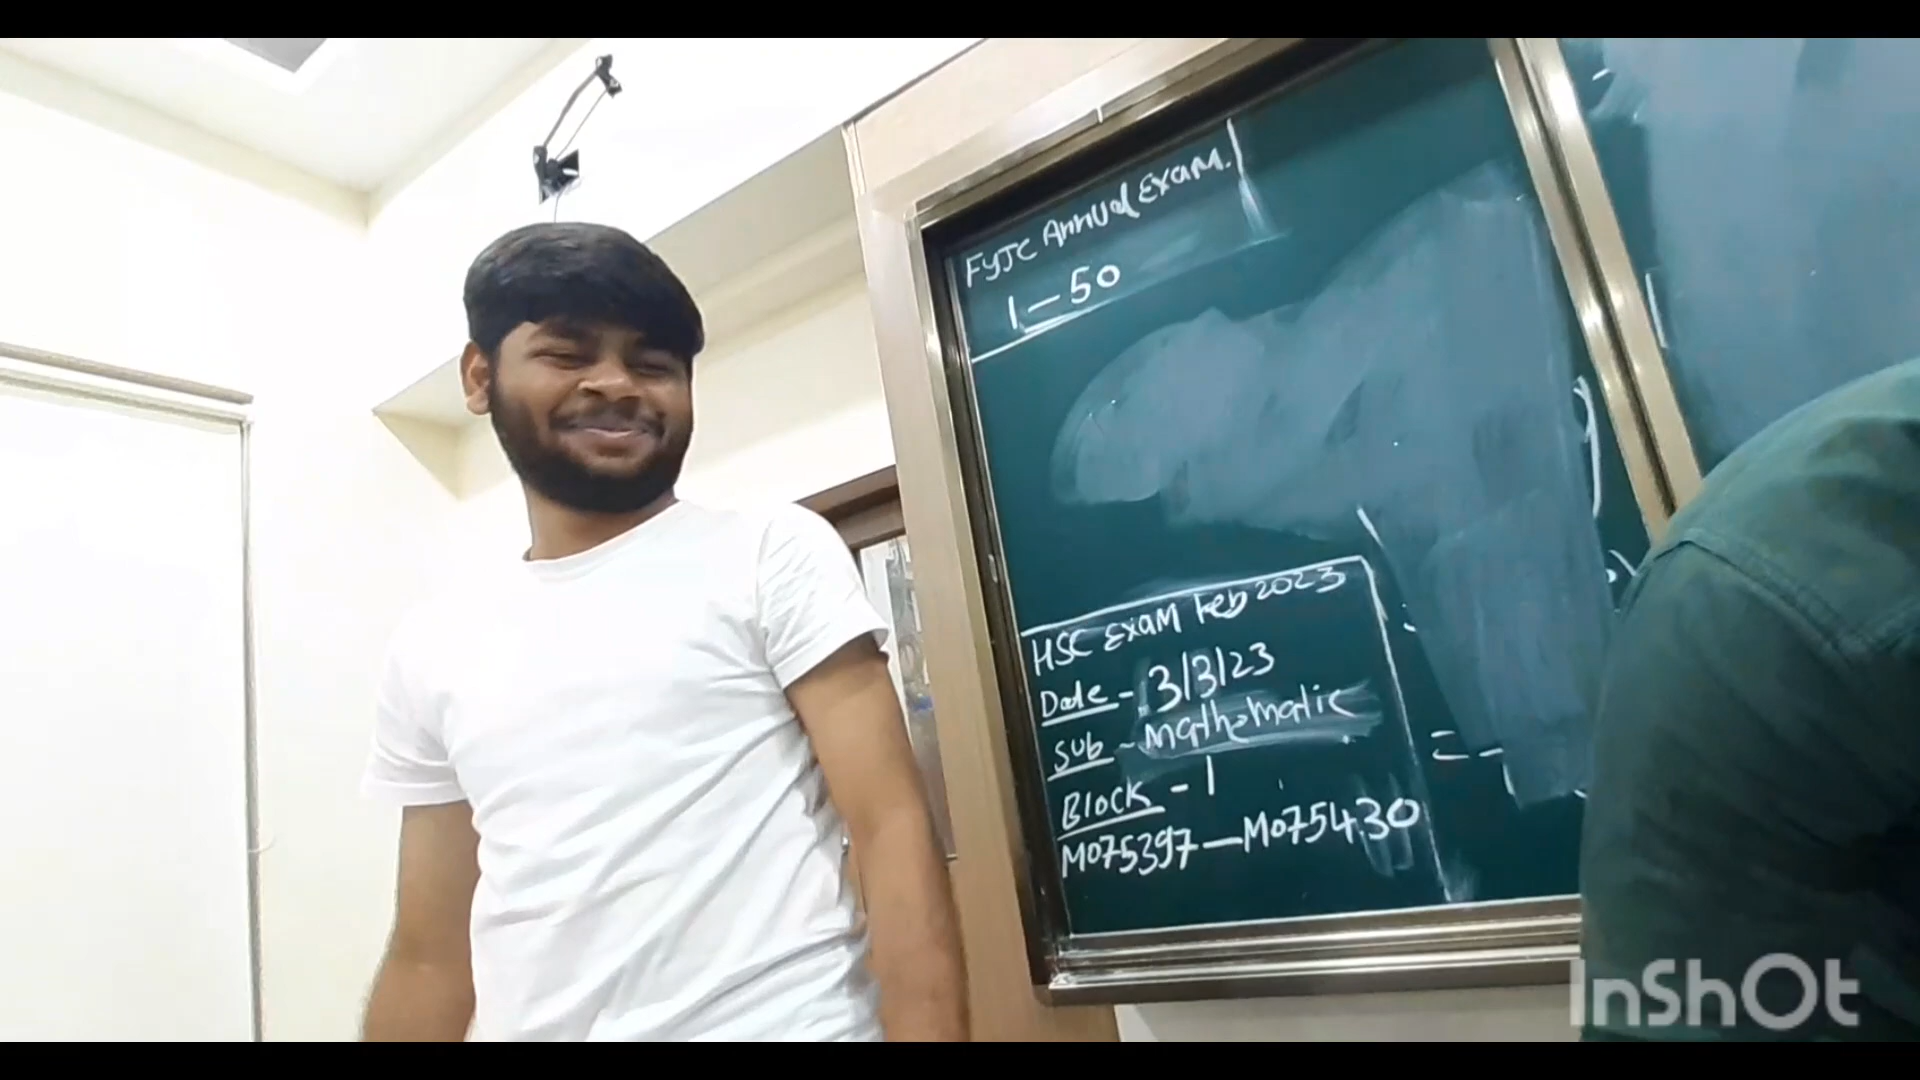 FYJC Annual Exam.
1 – 50
HSC Exam Feb 2023
Date - 3/3/23
Sub - Mathematic
Block - 1
M075397 — M075430
= -
InShOt